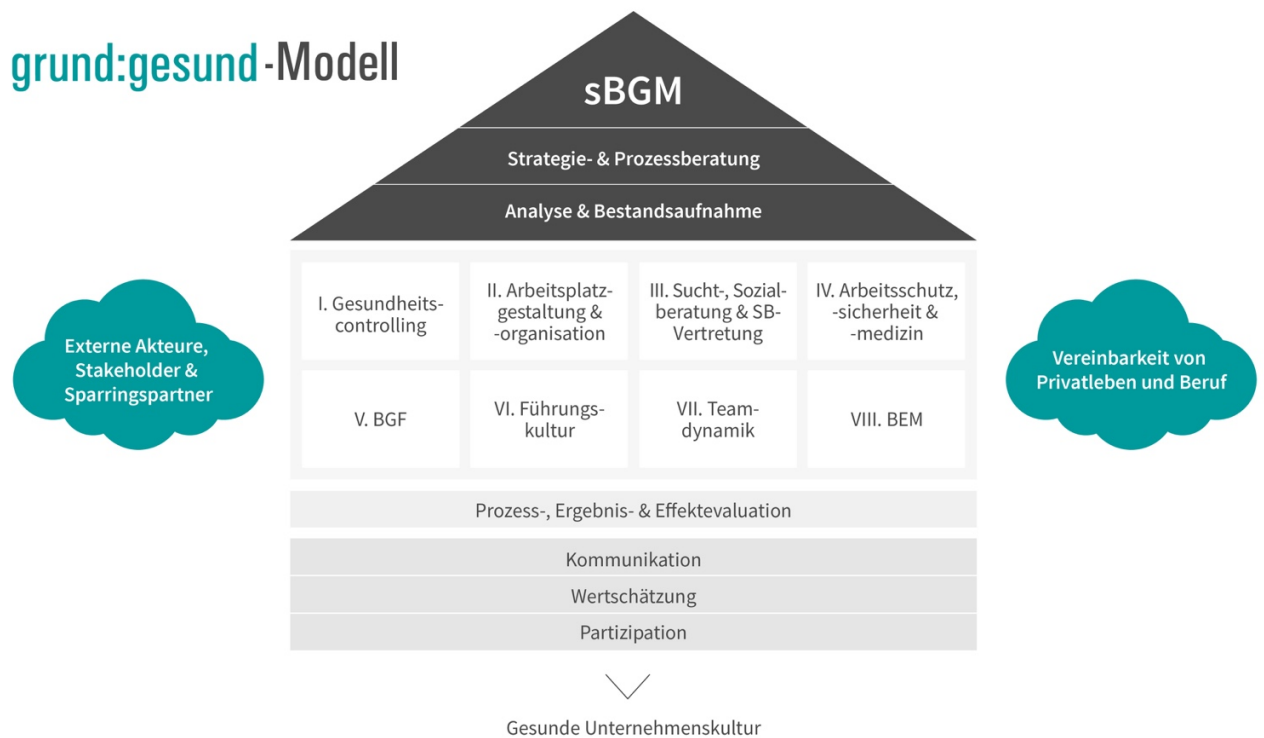 grund:gesund-Modell
sBGM
Strategie- & Prozessberatung
Analyse & Bestandsaufnahme
Externe Akteure,
Stakeholder &
Sparringspartner
I. Gesundheits-
controlling
II. Arbeitsplatz-
gestaltung &
-organisation
III. Sucht-, Sozial-
beratung & SB-
Vertretung
IV. Arbeitsschutz,
-sicherheit &
-medizin
V. BGF
VI. Führungs-
kultur
VII. Team-
dynamik
VIII. BEM
Vereinbarkeit von
Privatleben und Beruf
Prozess-, Ergebnis- & Effektevaluation
Kommunikation
Wertschätzung
Partizipation
Gesunde Unternehmenskultur